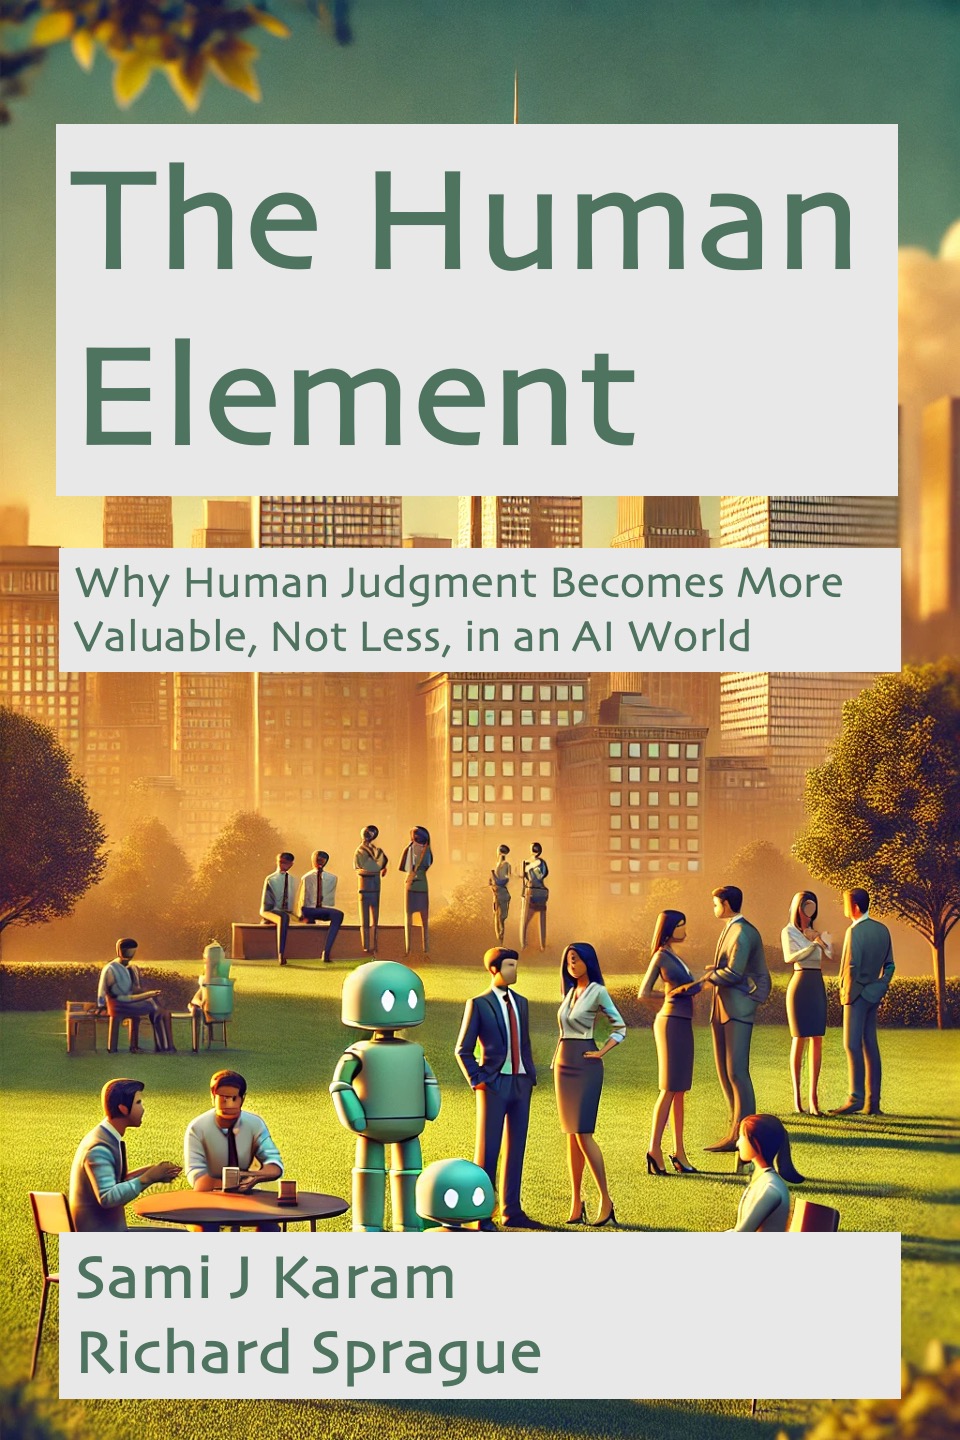 The Human
Element
Why Human Judgment Becomes More
Valuable, Not Less, in an AI World
Sami J Karam
Richard Sprague